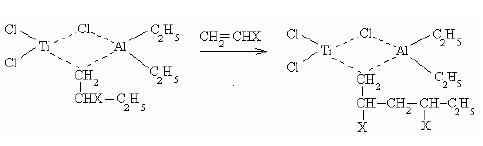 Cl Cl C2H5
Ti Al
Cl C2H5
CH2
CHX-C2H5
CH2=CHX
Cl Cl C2H5
Ti Al
Cl C2H5
CH2
CH-CH2-CH-C2H5
X X